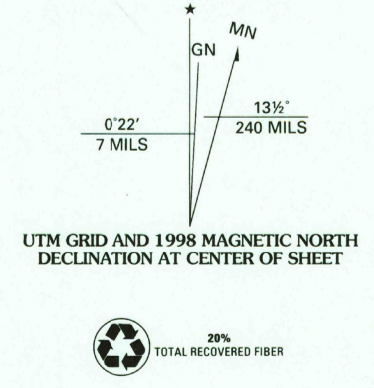 ★
MN
GN
0°22'
7 MILS
13½°
240 MILS
UTM GRID AND 1998 MAGNETIC NORTH
DECLINATION AT CENTER OF SHEET
20%
TOTAL RECOVERED FIBER